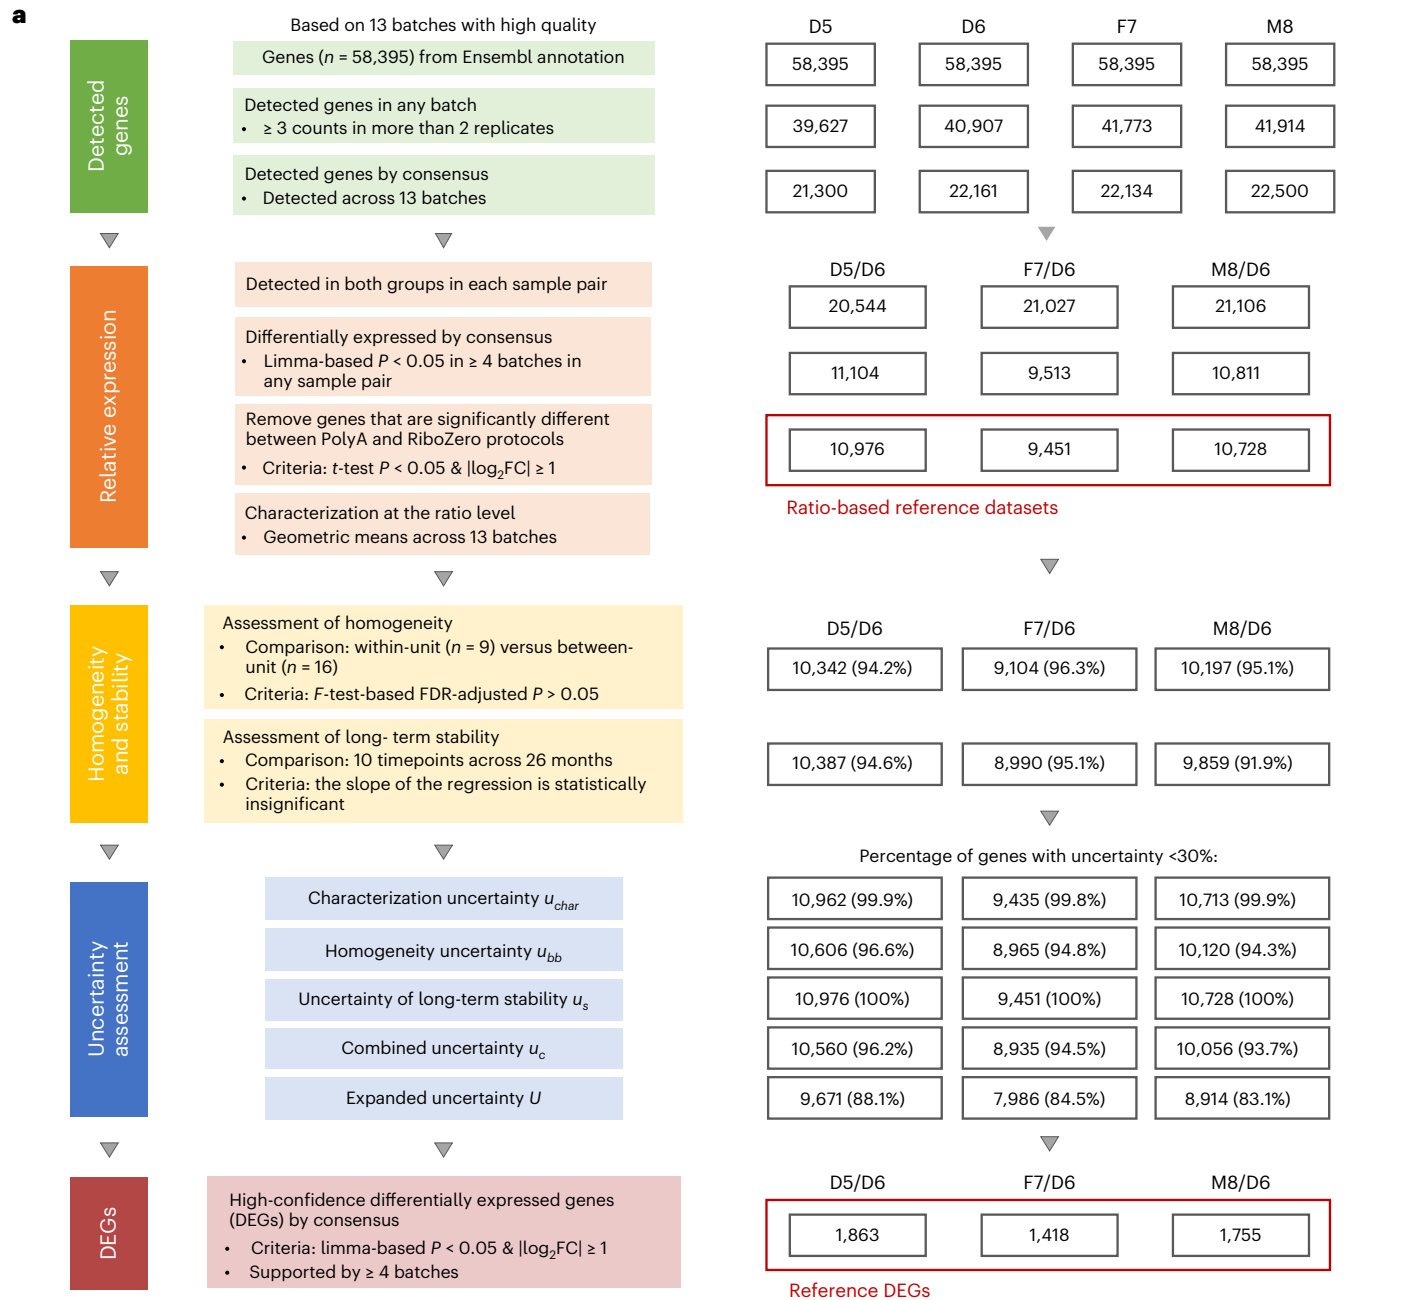 a
Based on 13 batches with high quality
D5 D6 F7 M8
Detected
genes
Genes (n = 58,395) from Ensembl annotation
58,395 58,395 58,395 58,395
Detected genes in any batch
• ≥ 3 counts in more than 2 replicates
39,627 40,907 41,773 41,914
Detected genes by consensus
• Detected across 13 batches
21,300 22,161 22,134 22,500
Relative expression
D5/D6 F7/D6 M8/D6
Detected in both groups in each sample pair
20,544 21,027 21,106
Differentially expressed by consensus
• Limma-based P < 0.05 in ≥ 4 batches in
any sample pair
11,104 9,513 10,811
Remove genes that are significantly different
between PolyA and RiboZero protocols
• Criteria: t-test P < 0.05 & |log2FC| ≥ 1
10,976 9,451 10,728
Ratio-based reference datasets
Characterization at the ratio level
• Geometric means across 13 batches
Homogeneity
and stability
D5/D6 F7/D6 M8/D6
Assessment of homogeneity
• Comparison: within-unit (n = 9) versus between-
unit (n = 16)
• Criteria: F-test-based FDR-adjusted P > 0.05
10,342 (94.2%) 9,104 (96.3%) 10,197 (95.1%)
Assessment of long- term stability
• Comparison: 10 timepoints across 26 months
• Criteria: the slope of the regression is statistically
insignificant
10,387 (94.6%) 8,990 (95.1%) 9,859 (91.9%)
Uncertainty
assessment
Percentage of genes with uncertainty <30%:
Characterization uncertainty uchar
10,962 (99.9%) 9,435 (99.8%) 10,713 (99.9%)
Homogeneity uncertainty ubb
10,606 (96.6%) 8,965 (94.8%) 10,120 (94.3%)
Uncertainty of long-term stability us
10,976 (100%) 9,451 (100%) 10,728 (100%)
Combined uncertainty uc
10,560 (96.2%) 8,935 (94.5%) 10,056 (93.7%)
Expanded uncertainty U
9,671 (88.1%) 7,986 (84.5%) 8,914 (83.1%)
DEGs
D5/D6 F7/D6 M8/D6
High-confidence differentially expressed genes
(DEGs) by consensus
• Criteria: limma-based P < 0.05 & |log2FC| ≥ 1
• Supported by ≥ 4 batches
1,863 1,418 1,755
Reference DEGs